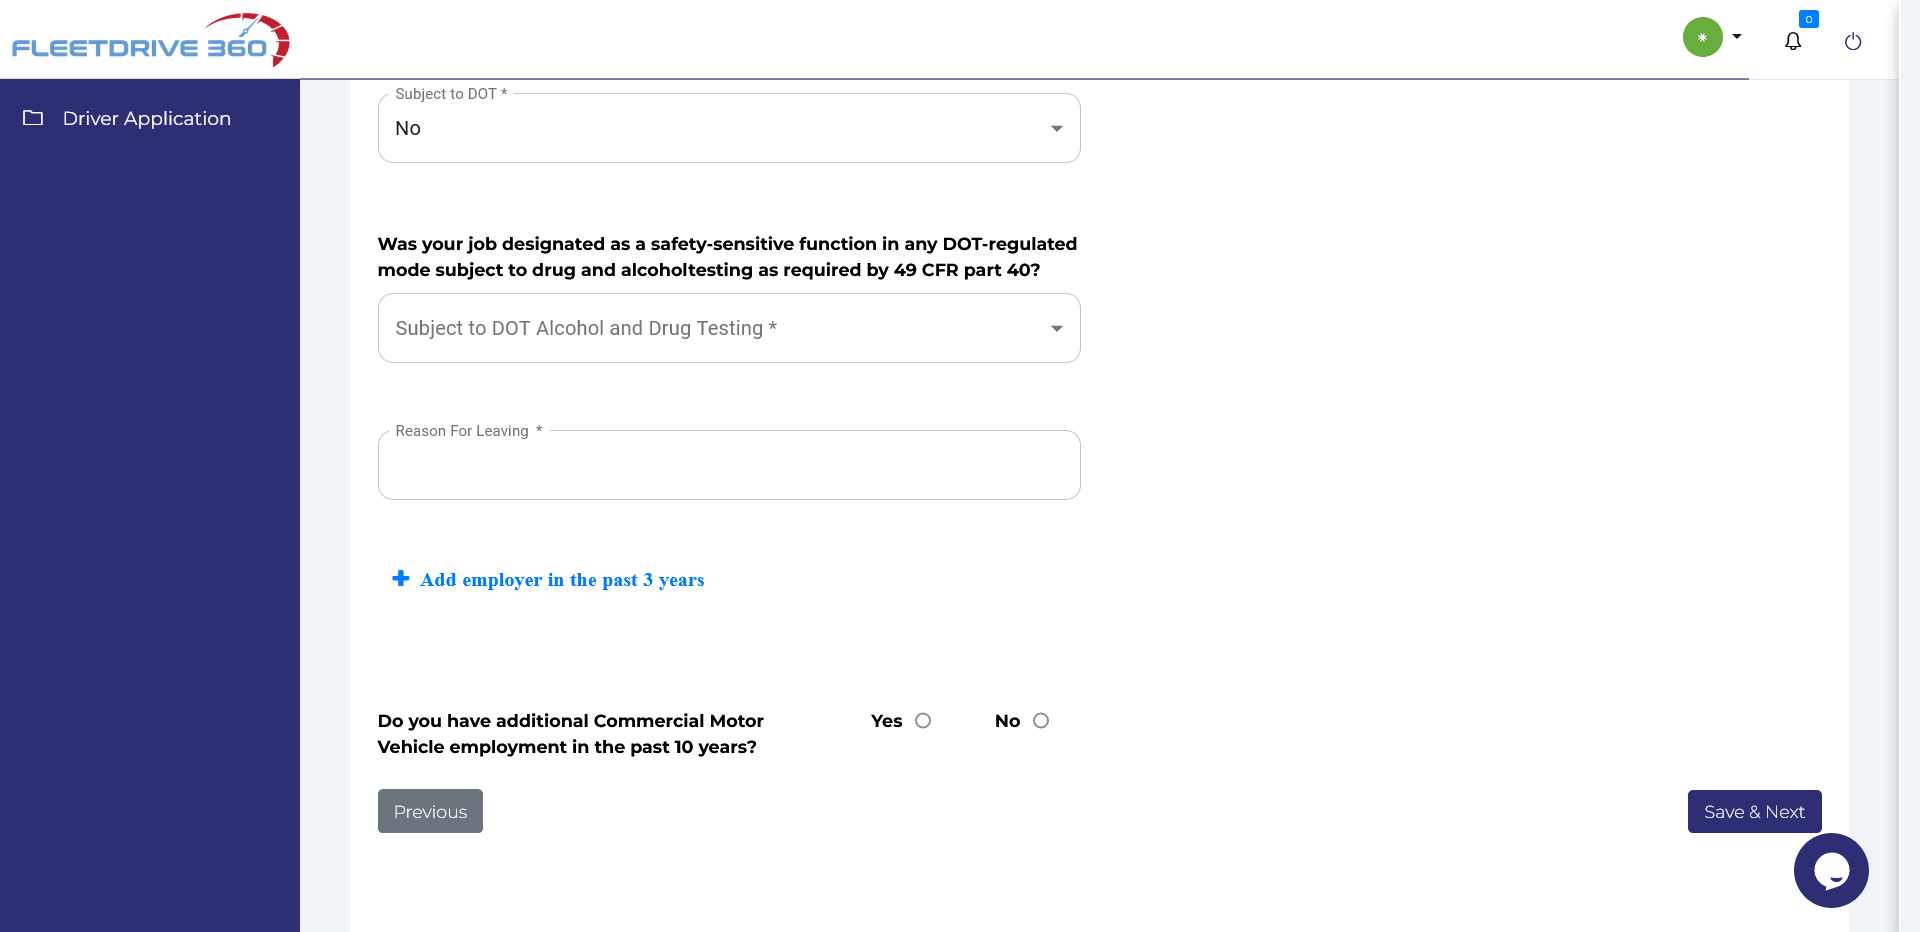 FLEETDRIVE 360
0
Driver Application
Subject to DOT *
No
Was your job designated as a safety-sensitive function in any DOT-regulated
mode subject to drug and alcoholtesting as required by 49 CFR part 40?
Subject to DOT Alcohol and Drug Testing *
Reason For Leaving *
Add employer in the past 3 years
Do you have additional Commercial Motor
Vehicle employment in the past 10 years?
Yes
No
Previous
Save & Next